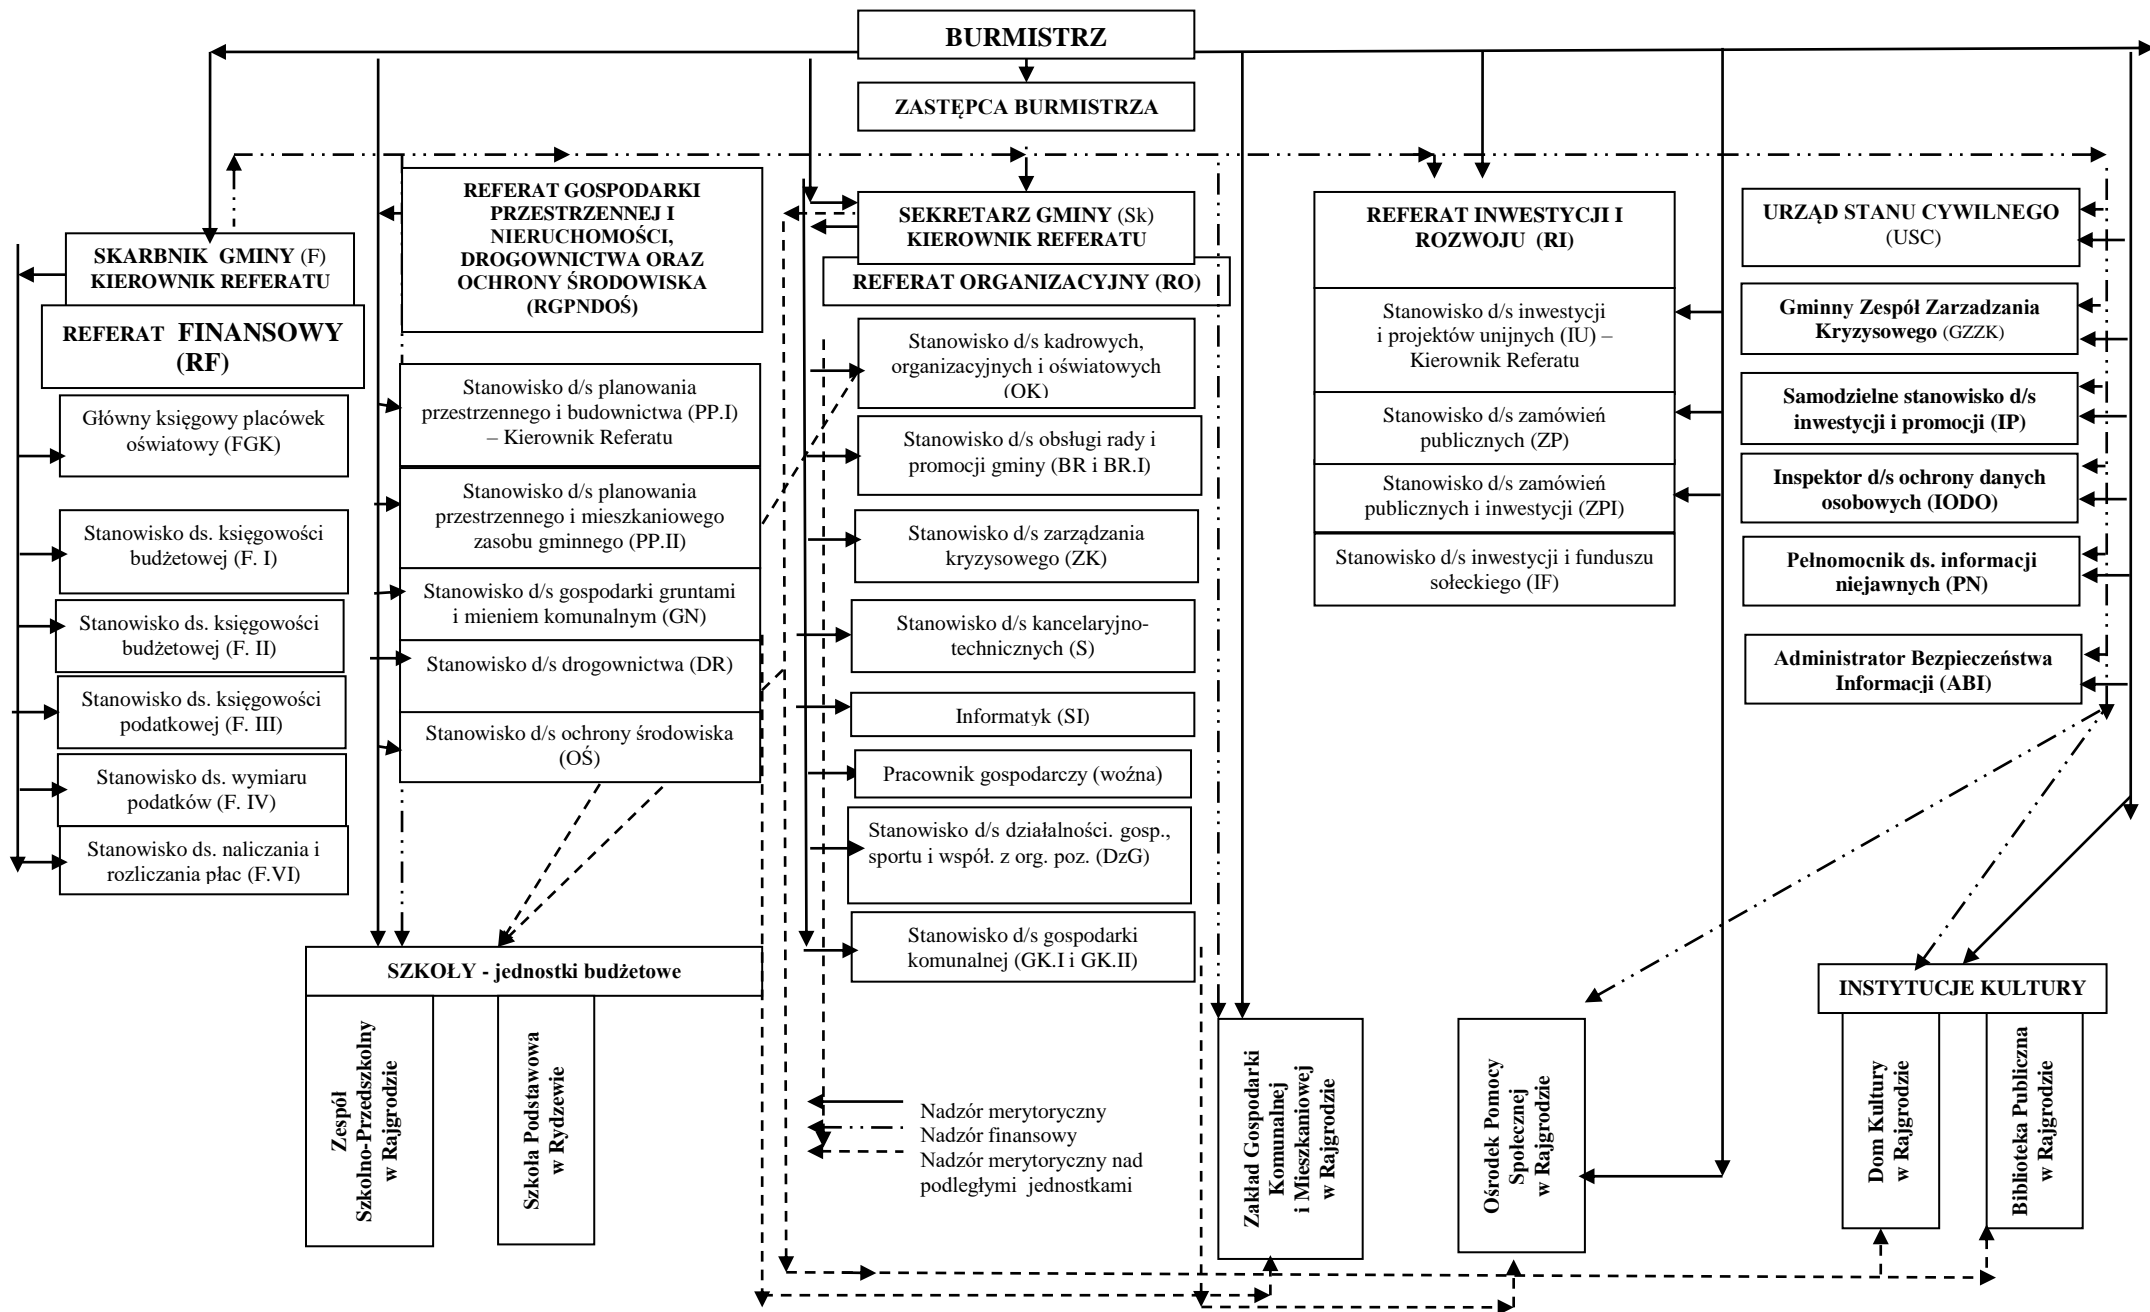 BURMISTRZ
ZASTĘPCA BURMISTRZA
SKARBNIK GMINY (F)
KIEROWNIK REFERATU
REFERAT FINANSOWY
(RF)
Główny księgowy placówek
oświatowy (FGK)
Stanowisko ds. księgowości
budżetowej (F. I)
Stanowisko ds. księgowości
budżetowej (F. II)
Stanowisko ds. księgowości
podatkowej (F. III)
Stanowisko ds. wymiaru
podatków (F. IV)
Stanowisko ds. naliczania i
rozliczania płac (F.VI)
REFERAT GOSPODARKI
PRZESTRZENNEJ I
NIERUCHOMOŚCI,
DROGOWNICTWA ORAZ
OCHRONY ŚRODOWISKA
(RGPNDOŚ)
Stanowisko d/s planowania
przestrzennego i budownictwa (PP.I)
– Kierownik Referatu
Stanowisko d/s planowania
przestrzennego i mieszkaniowego
zasobu gminnego (PP.II)
Stanowisko d/s gospodarki gruntami
i mieniem komunalnym (GN)
Stanowisko d/s drogownictwa (DR)
Stanowisko d/s ochrony środowiska
(OŚ)
SEKRETARZ GMINY (Sk)
KIEROWNIK REFERATU
REFERAT ORGANIZACYJNY (RO)
Stanowisko d/s kadrowych,
organizacyjnych i oświatowych
(OK)
Stanowisko d/s obsługi rady i
promocji gminy (BR i BR.I)
Stanowisko d/s zarządzania
kryzysowego (ZK)
Stanowisko d/s kancelaryjno-
technicznych (S)
Informatyk (SI)
Pracownik gospodarczy (woźna)
Stanowisko d/s działalności. gosp.,
sportu i współ. z org. poz. (DzG)
Stanowisko d/s gospodarki
komunalnej (GK.I i GK.II)
REFERAT INWESTYCJI I
ROZWOJU (RI)
Stanowisko d/s inwestycji
i projektów unijnych (IU) –
Kierownik Referatu
Stanowisko d/s zamówień
publicznych (ZP)
Stanowisko d/s zamówień
publicznych i inwestycji (ZPI)
Stanowisko d/s inwestycji i funduszu
sołeckiego (IF)
URZĄD STANU CYWILNEGO
(USC)
Gminny Zespół Zarzadzania
Kryzysowego (GZZK)
Samodzielne stanowisko d/s
inwestycji i promocji (IP)
Inspektor d/s ochrony danych
osobowych (IODO)
Pełnomocnik ds. informacji
niejawnych (PN)
Administrator Bezpieczeństwa
Informacji (ABI)
SZKOŁY - jednostki budżetowe
Zespół
Szkolno-Przedszkolny
w Rajgrodzie
Szkoła Podstawowa
w Rydzewie
Nadzór merytoryczny
Nadzór finansowy
Nadzór merytoryczny nad
podległymi jednostkami
Zakład Gospodarki
Komunalnej
i Mieszkaniowej
w Rajgrodzie
Ośrodek Pomocy
Społecznej
w Rajgrodzie
INSTYTUCJE KULTURY
Dom Kultury
w Rajgrodzie
Biblioteka Publiczna
w Rajgrodzie